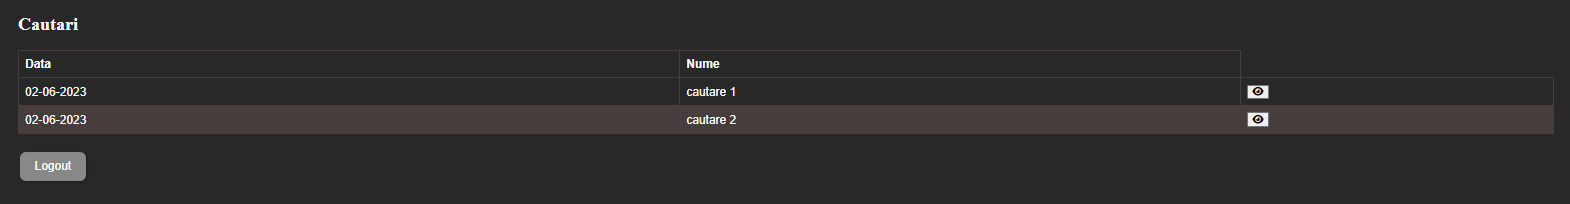 Cautari
Data Nume
02-06-2023 cautare 1
02-06-2023 cautare 2
Logout